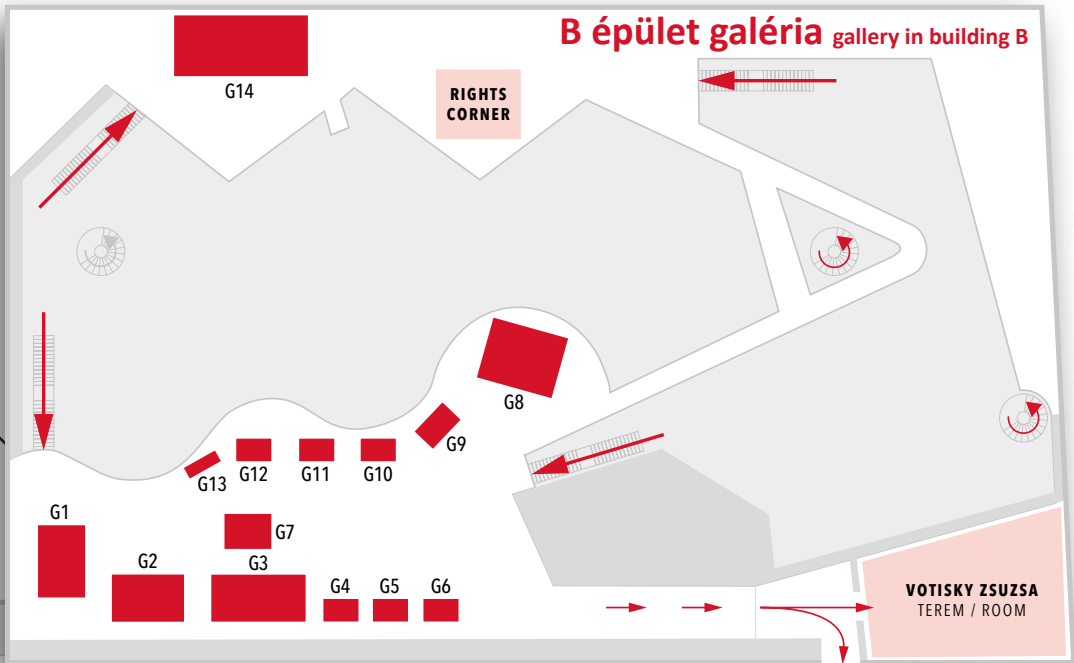 B épület galéria gallery in building B
G14
RIGHTS
CORNER
G8
G9
G12
G11
G10
G13
G1
G7
G2
G3
G4
G5
G6
VOTISKY ZSUZSA
TEREM / ROOM